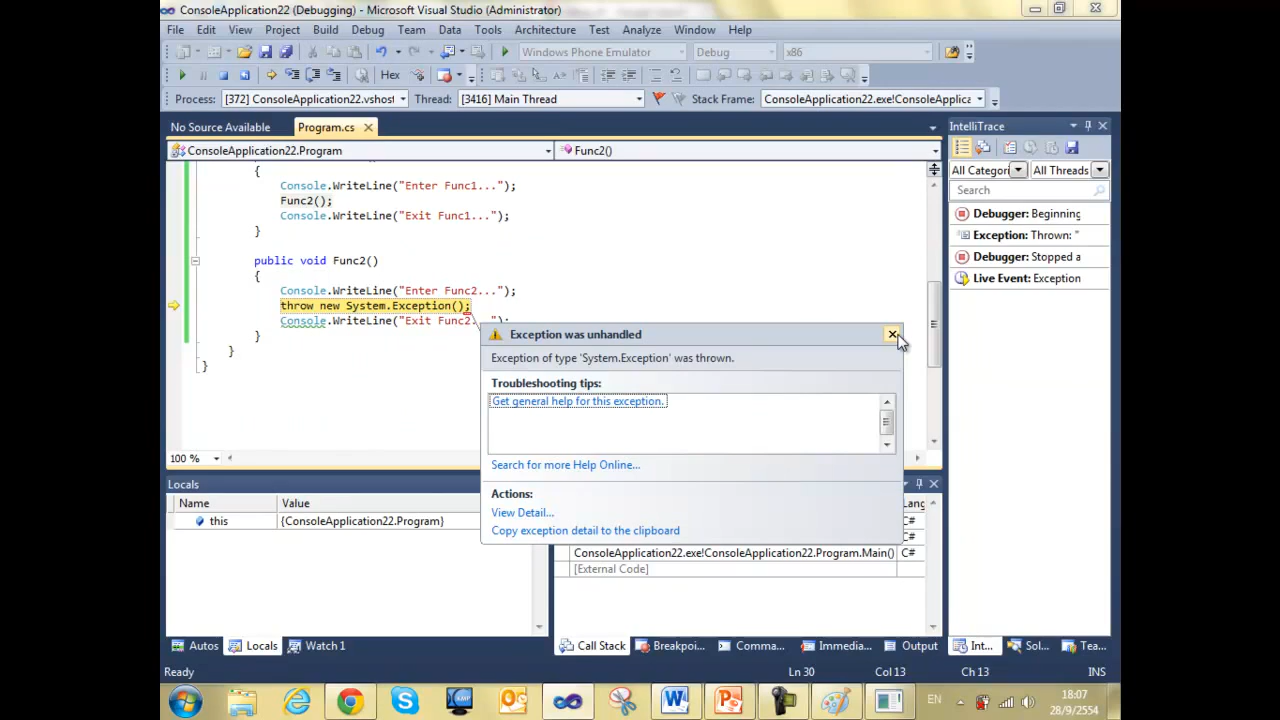 ConsoleApplication22 (Debugging) - Microsoft Visual Studio (Administrator)
File Edit View Project Build Debug Team Data Tools Architecture Test Analyze Window Help
Windows Phone Emulator Debug x86
Hex
Process: [372] ConsoleApplication22.vshost Thread: [3416] Main Thread Stack Frame: ConsoleApplication22.exe!ConsoleApplica
No Source Available Program.cs
ConsoleApplication22.Program Func2()
{
Console.WriteLine("Enter Func1...");
Func2();
Console.WriteLine("Exit Func1...");
}
public void Func2()
{
Console.WriteLine("Enter Func2...");
throw new System.Exception();
Console.WriteLine("Exit Func2...");
}
}
}
100 %
Exception was unhandled
Exception of type 'System.Exception' was thrown.
Troubleshooting tips:
Get general help for this exception.
Search for more Help Online...
Actions:
View Detail...
Copy exception detail to the clipboard
IntelliTrace
All Categori All Threads
Search
Debugger: Beginning
Exception: Thrown: "
Debugger: Stopped a
Live Event: Exception
Locals
Name Value
this {ConsoleApplication22.Program}
C#
C#
ConsoleApplication22.exe!ConsoleApplication22.Program.Main() C#
[External Code]
Autos Locals Watch 1
Call Stack Breakpoi... Comma... Immedia... Output
Int... Sol... Tea...
Ready Ln 30 Col 13 Ch 13 INS
EN
18:07
28/9/2554